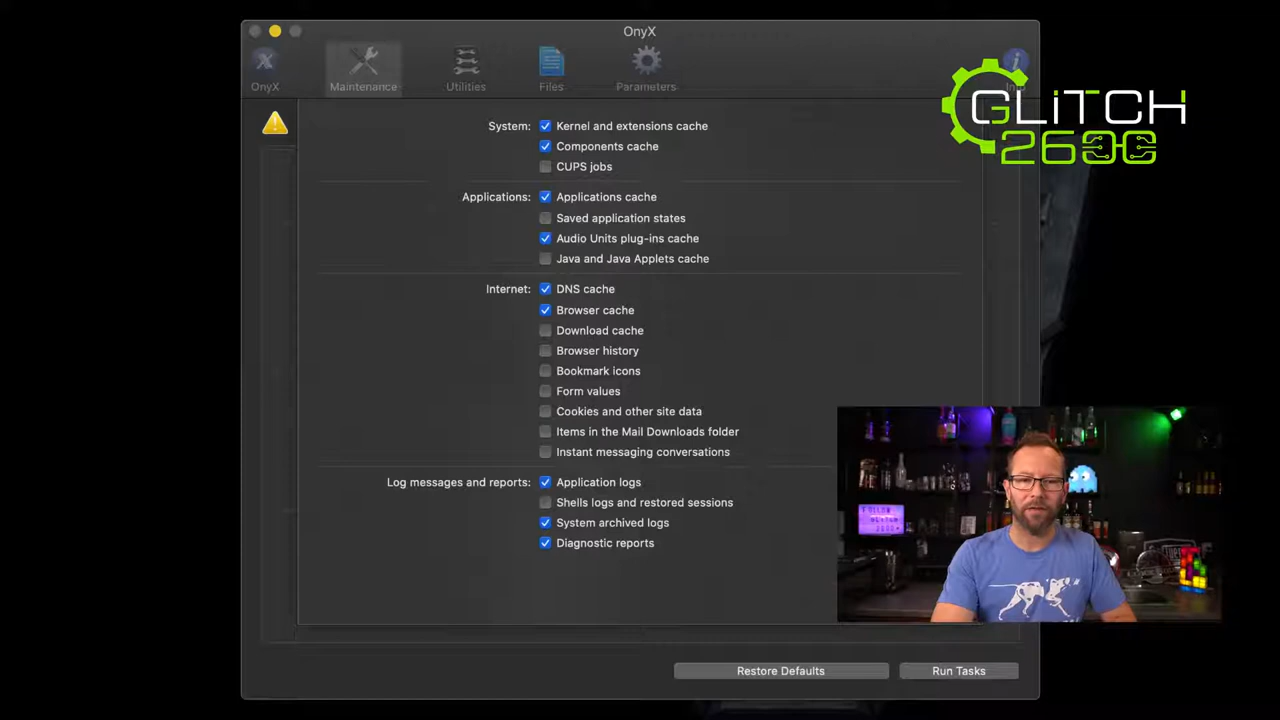 OnyX
OnyX
Maintenance
Utilities
Files
Parameters
Info
GLiTCH
2600
System:
Kernel and extensions cache
Components cache
CUPS jobs
Applications:
Applications cache
Saved application states
Audio Units plug-ins cache
Java and Java Applets cache
Internet:
DNS cache
Browser cache
Download cache
Browser history
Bookmark icons
Form values
Cookies and other site data
Items in the Mail Downloads folder
Instant messaging conversations
Log messages and reports:
Application logs
Shells logs and restored sessions
System archived logs
Diagnostic reports
FOLLOW
Restore Defaults
Run Tasks